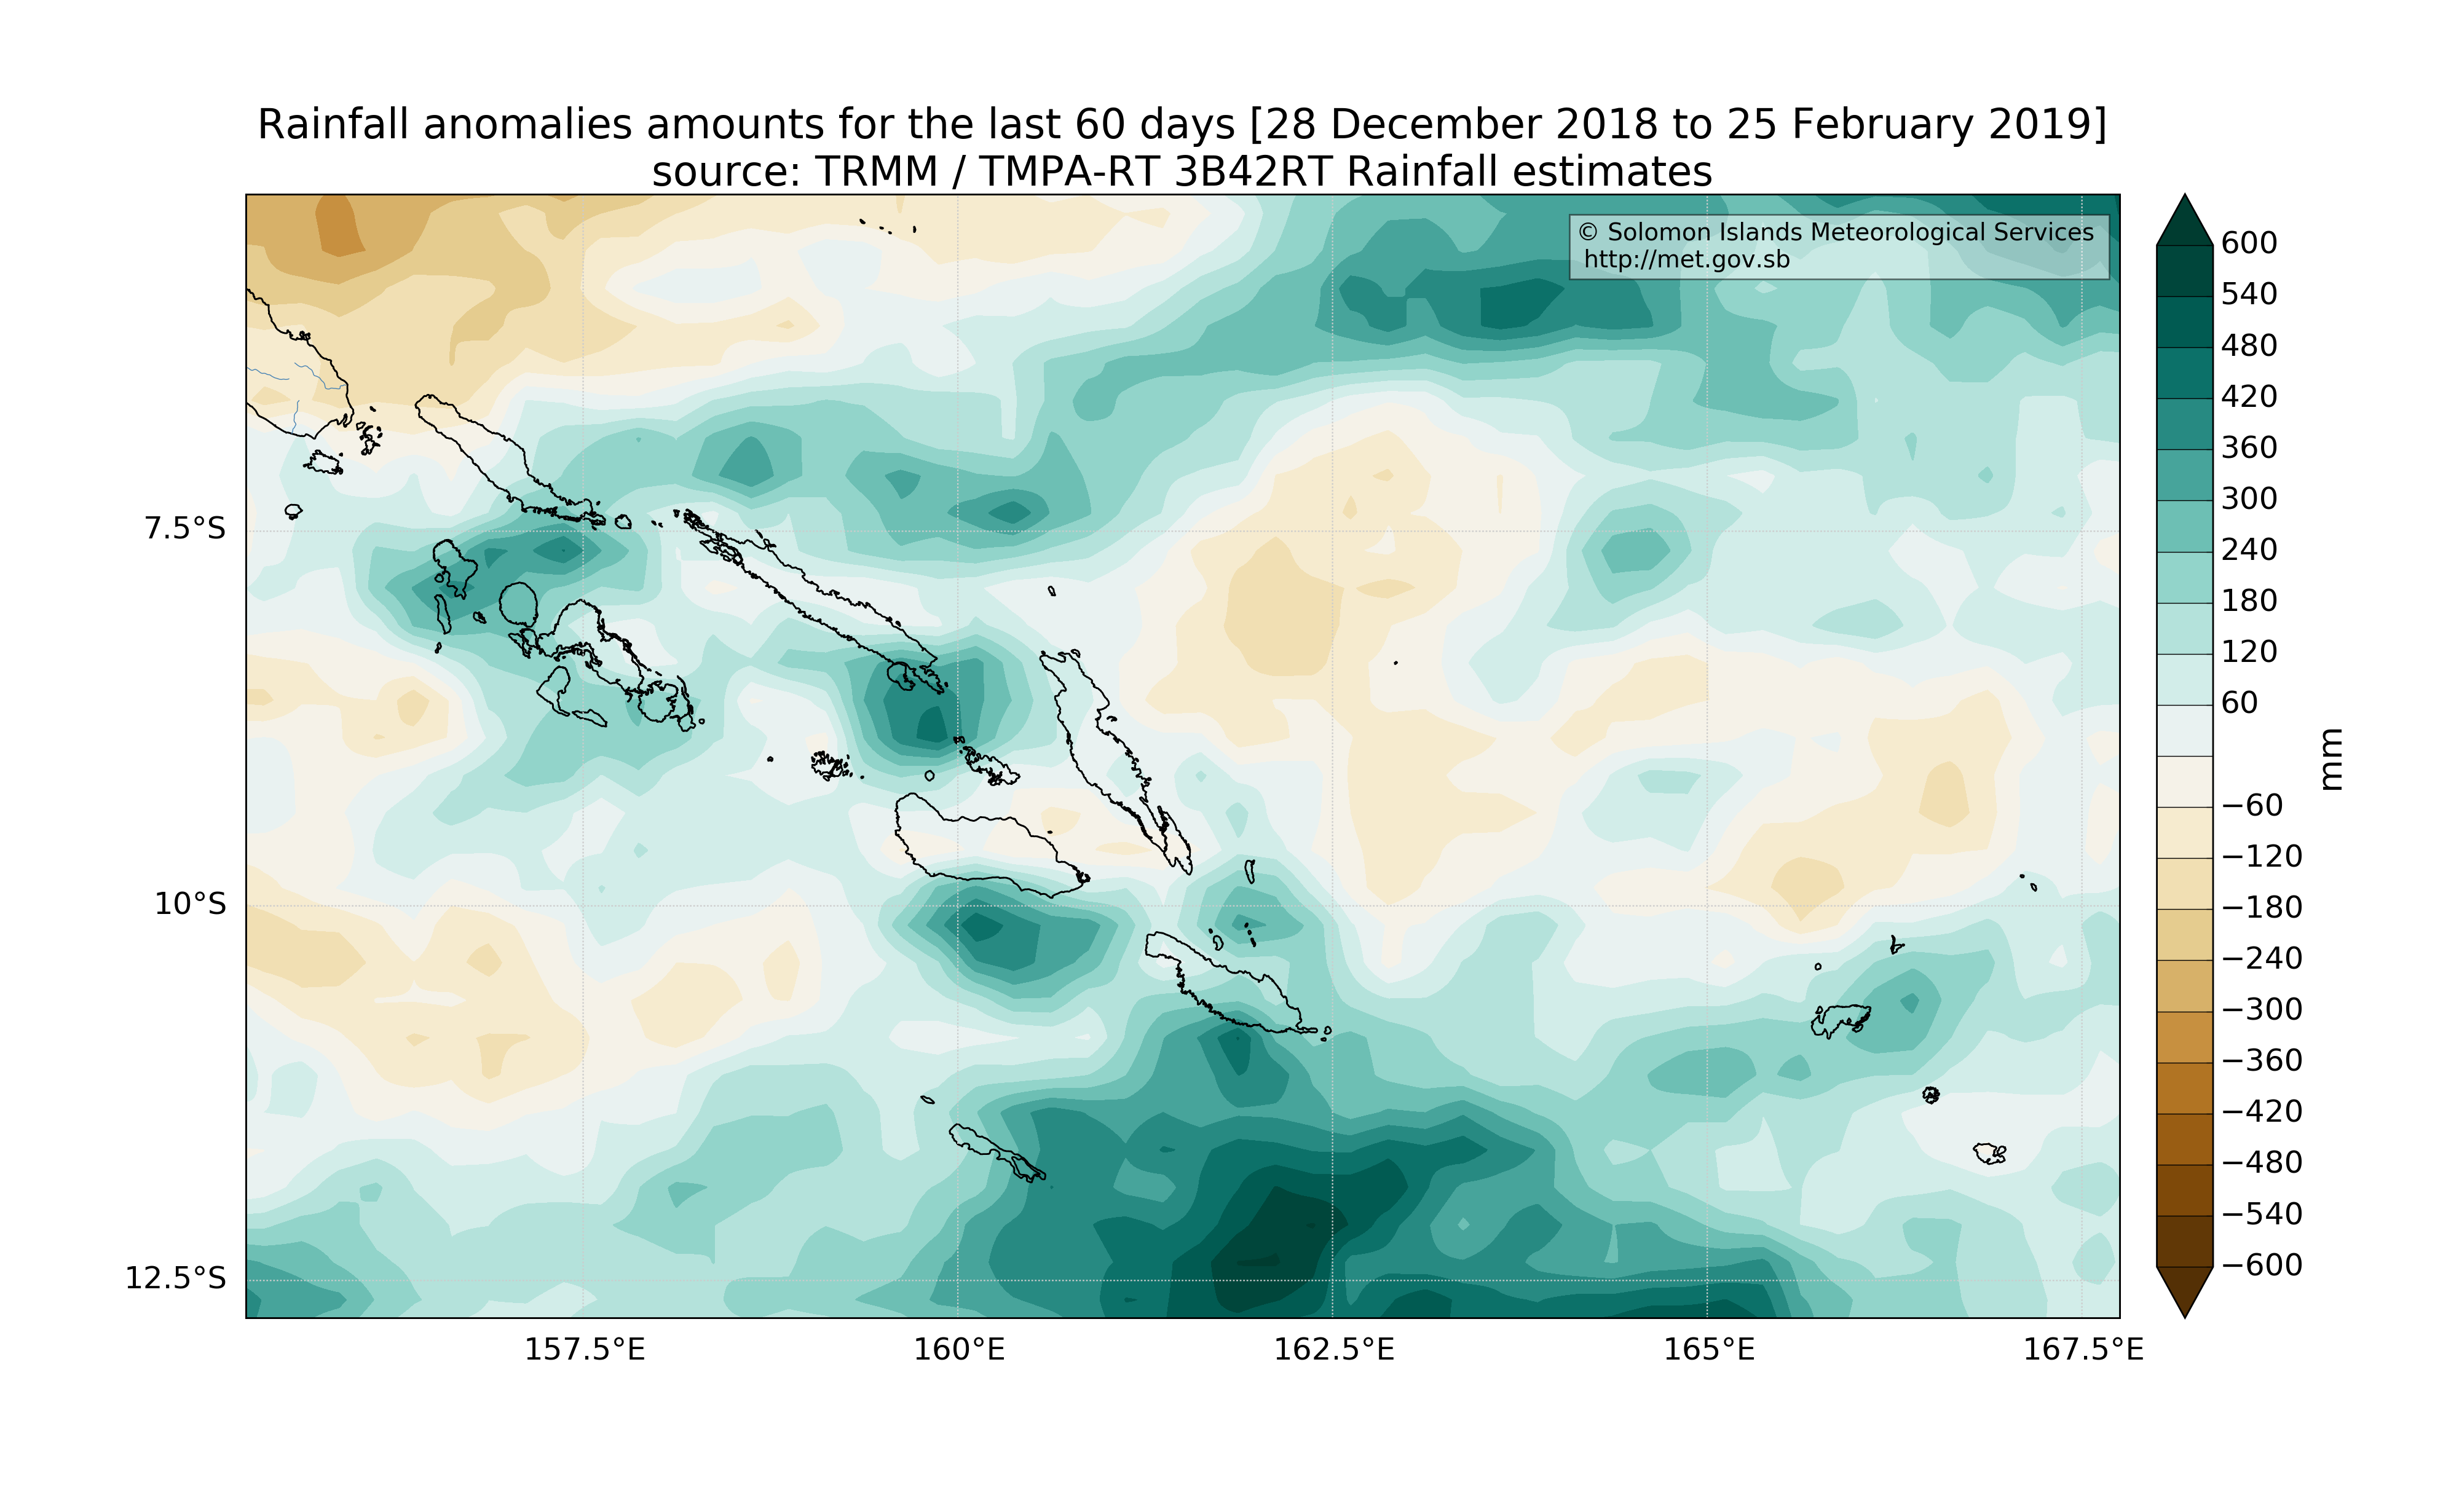 Rainfall anomalies amounts for the last 60 days [28 December 2018 to 25 February 2019]
source: TRMM / TMPA-RT 3B42RT Rainfall estimates
© Solomon Islands Meteorological Services
http://met.gov.sb
7.5°S
10°S
12.5°S
157.5°E
160°E
162.5°E
165°E
167.5°E
600
540
480
420
360
300
240
180
120
60
−60
−120
−180
−240
−300
−360
−420
−480
−540
−600
mm